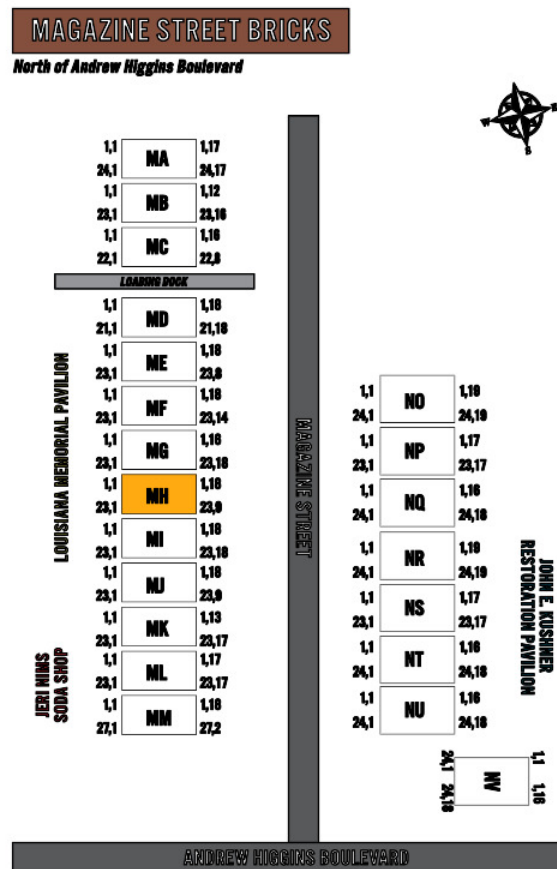 MAGAZINE STREET BRICKS
North of Andrew Higgins Boulevard
N
W E
S
1,1 MA 1,17
24,1 24,17
1,1 MB 1,12
23,1 23,16
1,1 MC 1,16
22,1 22,8
LOADING DOCK
1,1 MD 1,18
21,1 21,18
1,1 ME 1,18
23,1 23,8
1,1 MF 1,18
23,1 23,14
1,1 MG 1,18
23,1 23,18
1,1 MH 1,18
23,1 23,9
1,1 MI 1,18
23,1 23,18
1,1 MJ 1,18
23,1 23,9
1,1 MK 1,13
23,1 23,17
1,1 ML 1,17
23,1 23,17
1,1 MM 1,18
27,1 27,2
LOUISIANA MEMORIAL PAVILION
JERI NIMS
SODA SHOP
MAGAZINE STREET
1,1 NO 1,19
24,1 24,19
1,1 NP 1,17
23,1 23,17
1,1 NQ 1,16
24,1 24,18
1,1 NR 1,19
24,1 24,19
1,1 NS 1,17
23,1 23,17
1,1 NT 1,16
24,1 24,18
1,1 NU 1,16
24,1 24,18
JOHN E. KUSHNER
RESTORATION PAVILION
1,1 NV 1,16
24,1 24,18
ANDREW HIGGINS BOULEVARD